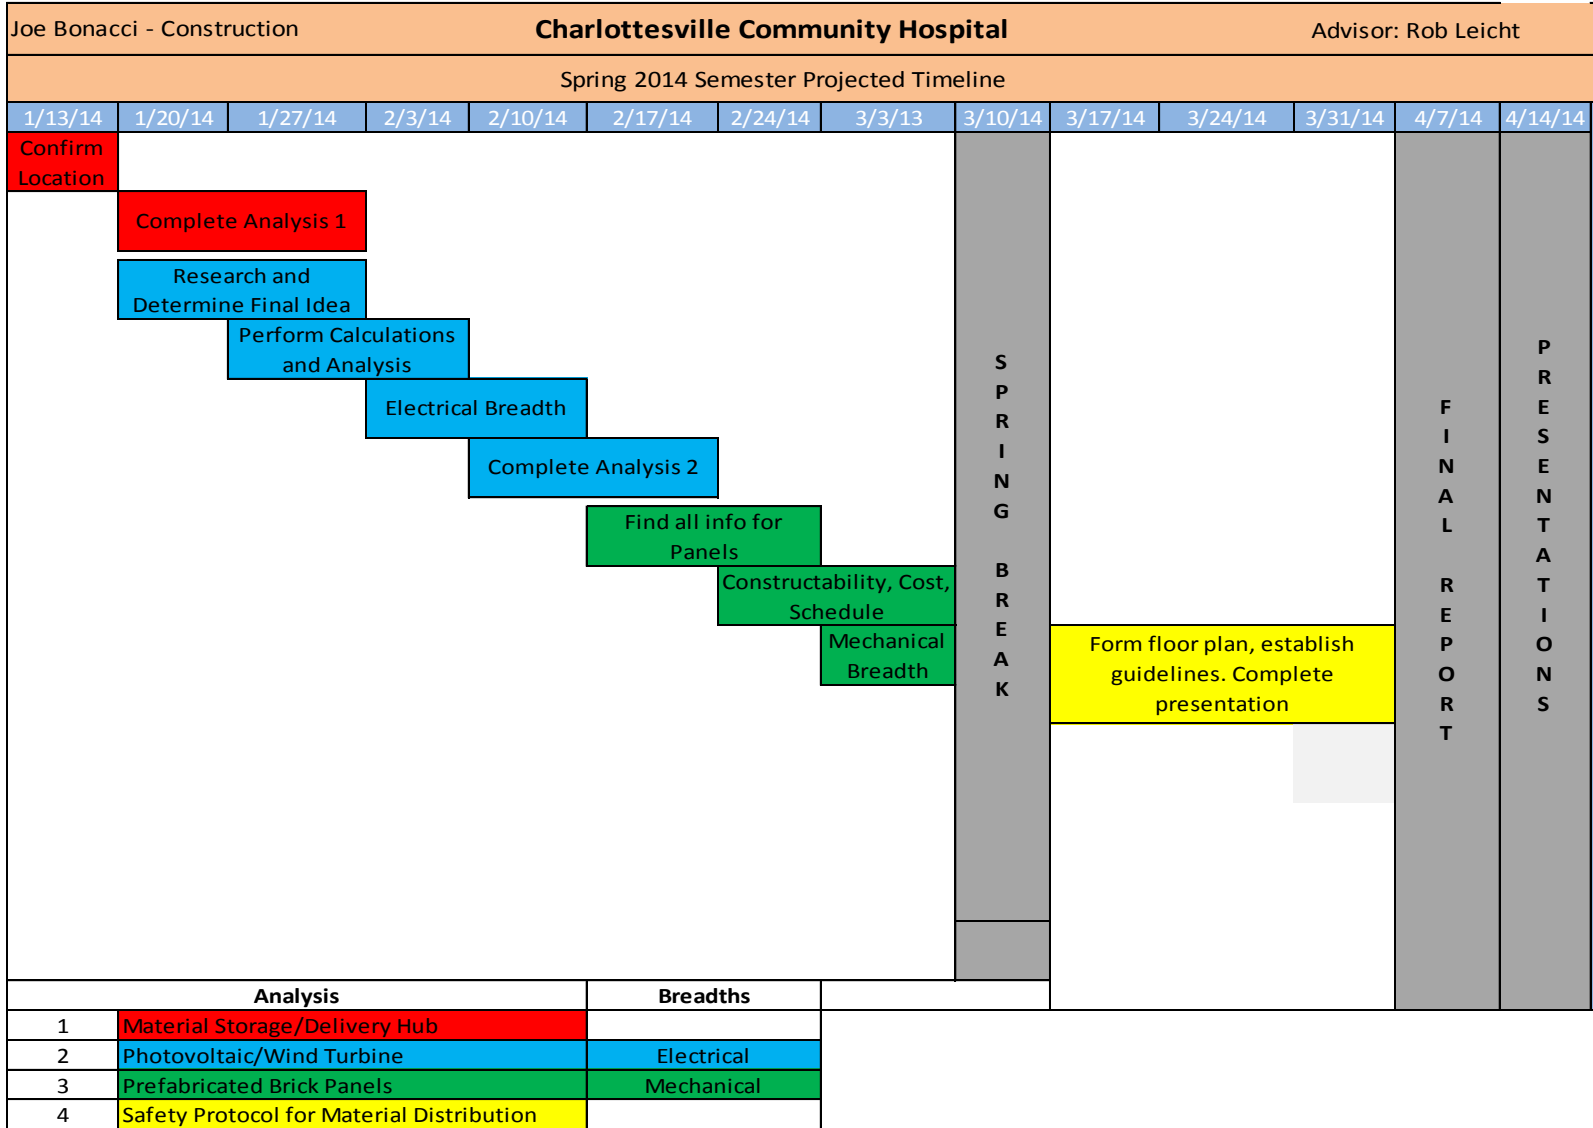 Joe Bonacci - Construction Charlottesville Community Hospital Advisor: Rob Leicht
Spring 2014 Semester Projected Timeline
1/13/14 1/20/14 1/27/14 2/3/14 2/10/14 2/17/14 2/24/14 3/3/13 3/10/14 3/17/14 3/24/14 3/31/14 4/7/14 4/14/14
Confirm
Location
Complete Analysis 1
Research and
Determine Final Idea
Perform Calculations
and Analysis
Electrical Breadth
Complete Analysis 2
Find all info for
Panels
Constructability, Cost,
Schedule
Mechanical
Breadth
SPRING BREAK
Form floor plan, establish
guidelines. Complete
presentation
FINAL REPORT
PRESENTATIONS
Analysis Breadths
1 Material Storage/Delivery Hub
2 Photovoltaic/Wind Turbine Electrical
3 Prefabricated Brick Panels Mechanical
4 Safety Protocol for Material Distribution